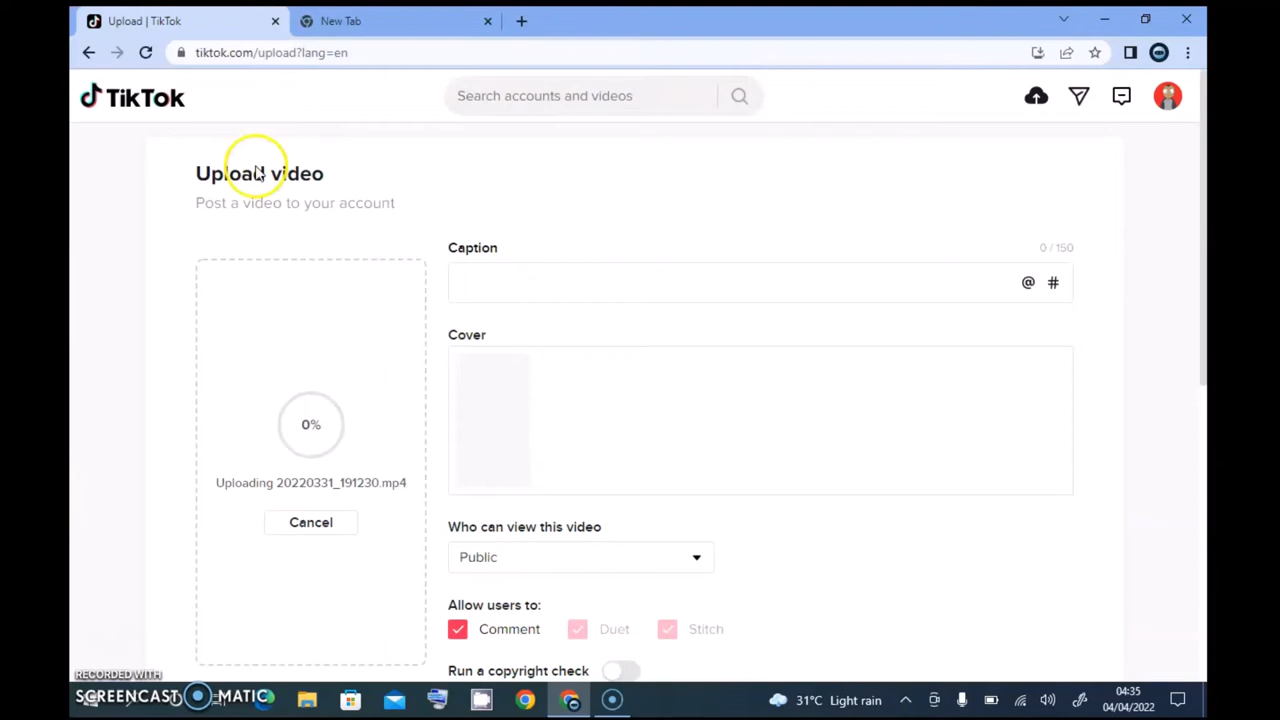 Upload | TikTok
New Tab
tiktok.com/upload?lang=en
TikTok
Search accounts and videos
Upload video
Post a video to your account
Caption
0 / 150
@ #
Cover
0%
Uploading 20220331_191230.mp4
Cancel
Who can view this video
Public
Allow users to:
Comment
Duet
Stitch
Run a copyright check
RECORDED WITH
SCREENCAST MATIC
31°C Light rain
04:35
04/04/2022